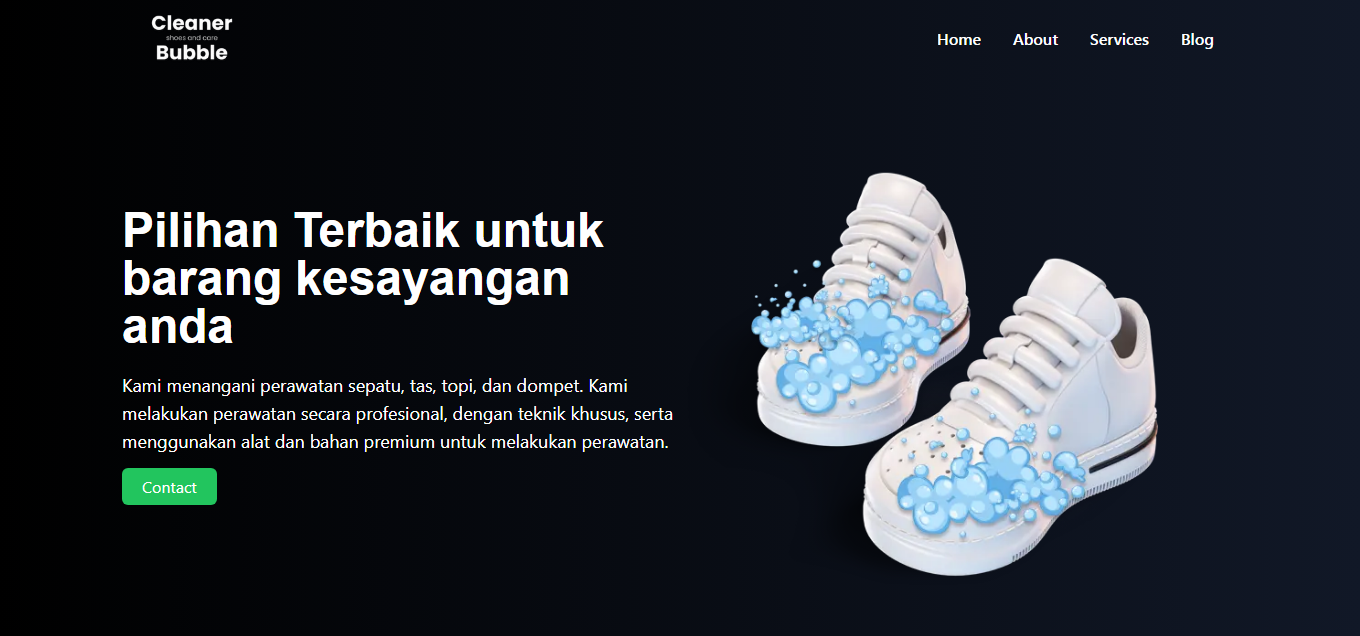 Cleaner
shoes and care
Bubble
Home
About
Services
Blog
Pilihan Terbaik untuk
barang kesayangan
anda
Kami menangani perawatan sepatu, tas, topi, dan dompet. Kami
melakukan perawatan secara profesional, dengan teknik khusus, serta
menggunakan alat dan bahan premium untuk melakukan perawatan.
Contact